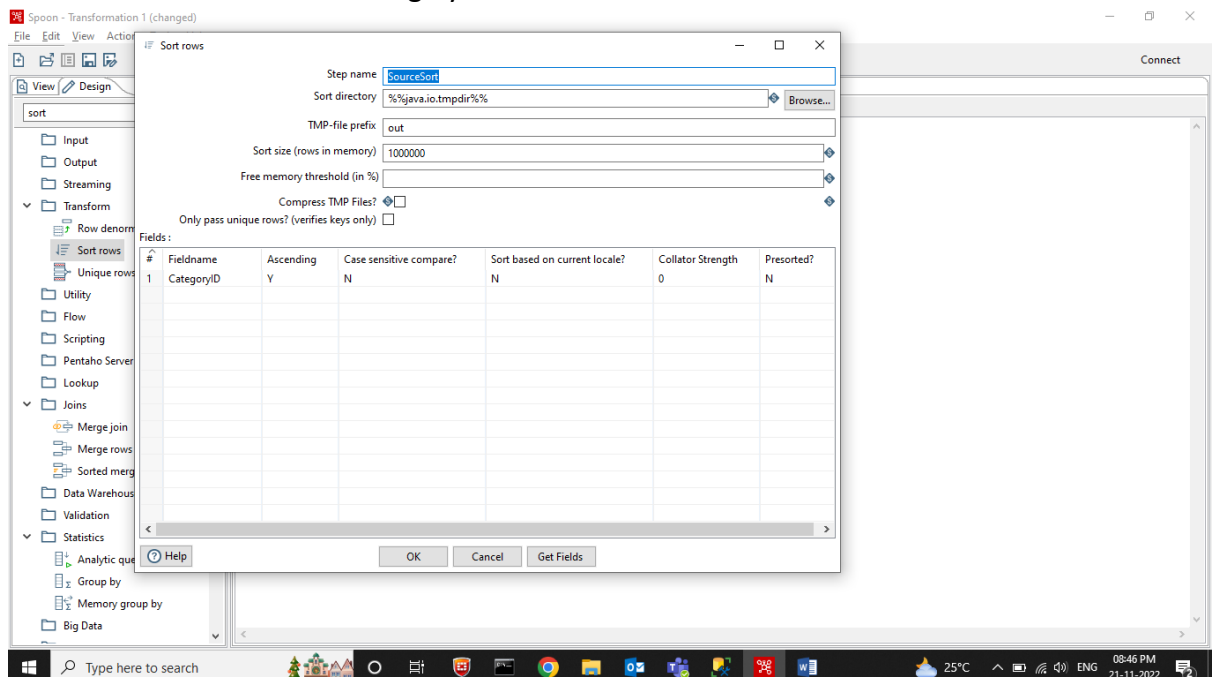 Spoon - Transformation 1 (changed)
File Edit View Action
Connect
View Design
sort
Input
Output
Streaming
Transform
Row denorm
Sort rows
Unique rows
Utility
Flow
Scripting
Pentaho Server
Lookup
Joins
Merge join
Merge rows
Sorted merg
Data Warehous
Validation
Statistics
Analytic que
Group by
Memory group by
Big Data
Sort rows
Step name SourceSort
Sort directory %%java.io.tmpdir%% Browse...
TMP-file prefix out
Sort size (rows in memory) 1000000
Free memory threshold (in %)
Compress TMP Files?
Only pass unique rows? (verifies keys only)
Fields :
# Fieldname Ascending Case sensitive compare? Sort based on current locale? Collator Strength Presorted?
1 CategoryID Y N N 0 N
Help OK Cancel Get Fields
Type here to search
25°C ENG 08:46 PM
21-11-2022